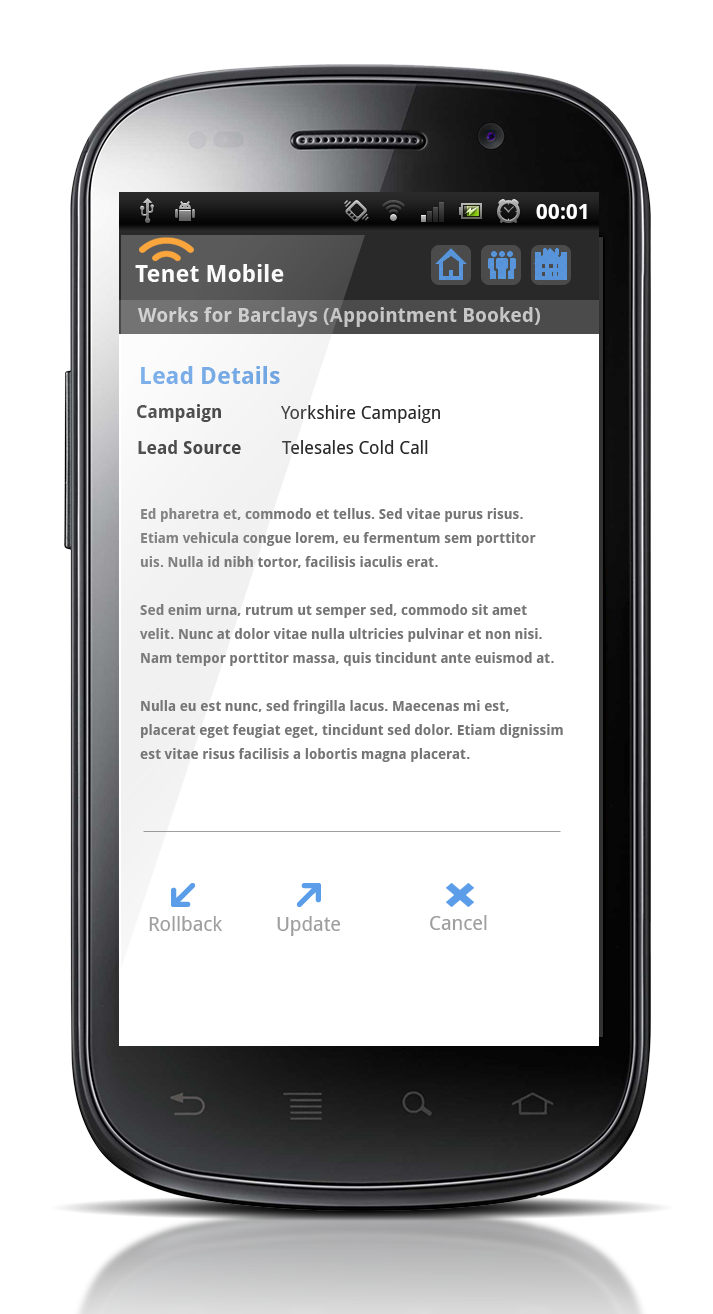 00:01
Tenet Mobile
Works for Barclays (Appointment Booked)
Lead Details
Campaign Yorkshire Campaign
Lead Source Telesales Cold Call
Ed pharetra et, commodo et tellus. Sed vitae purus risus.
Etiam vehicula congue lorem, eu fermentum sem porttitor
uis. Nulla id nibh tortor, facilisis iaculis erat.
Sed enim urna, rutrum ut semper sed, commodo sit amet
velit. Nunc at dolor vitae nulla ultricies pulvinar et non nisi.
Nam tempor porttitor massa, quis tincidunt ante euismod at.
Nulla eu est nunc, sed fringilla lacus. Maecenas mi est,
placerat eget feugiat eget, tincidunt sed dolor. Etiam dignissim
est vitae risus facilisis a lobortis magna placerat.
Rollback Update Cancel